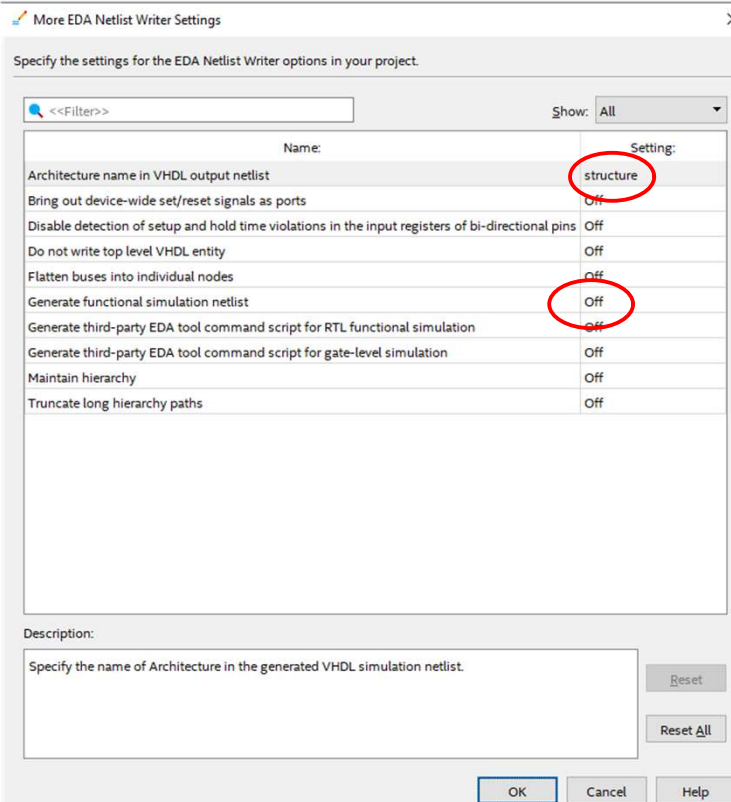 More EDA Netlist Writer Settings
Specify the settings for the EDA Netlist Writer options in your project.
<<Filter>>
Show: All
Name: Setting:
Architecture name in VHDL output netlist structure
Bring out device-wide set/reset signals as ports Off
Disable detection of setup and hold time violations in the input registers of bi-directional pins Off
Do not write top level VHDL entity Off
Flatten buses into individual nodes Off
Generate functional simulation netlist Off
Generate third-party EDA tool command script for RTL functional simulation Off
Generate third-party EDA tool command script for gate-level simulation Off
Maintain hierarchy Off
Truncate long hierarchy paths Off
Description:
Specify the name of Architecture in the generated VHDL simulation netlist.
Reset
Reset All
OK Cancel Help